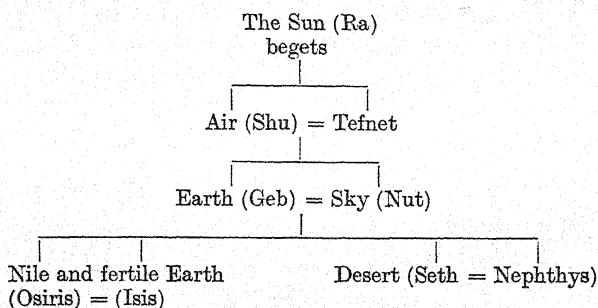 The Sun (Ra)
begets
Air (Shu) = Tefnet
Earth (Geb) = Sky (Nut)
Nile and fertile Earth
(Osiris) = (Isis)
Desert (Seth = Nephthys)